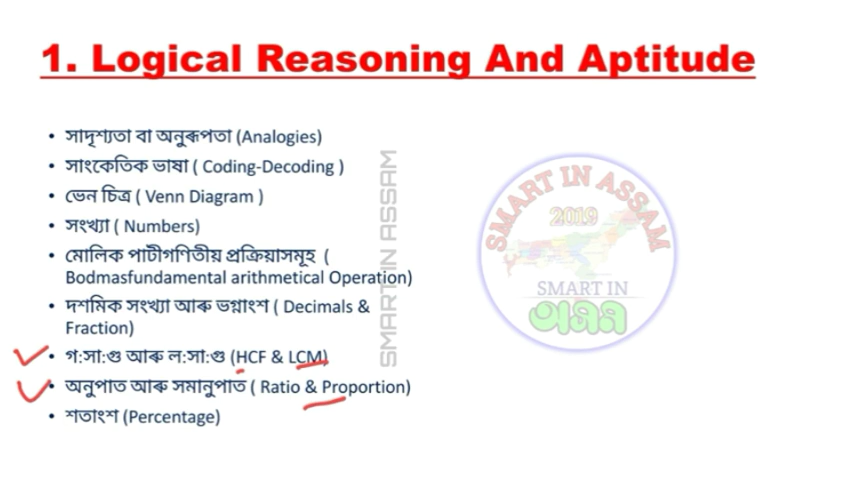 1. Logical Reasoning And Aptitude
• সাদৃশ্যতা বা অনুৰূপতা (Analogies)
• সাংকেতিক ভাষা ( Coding-Decoding )
• ভেন চিত্ৰ ( Venn Diagram )
• সংখ্যা ( Numbers)
• মোলিক পাটীগণিতীয় প্ৰক্ৰিয়াসমূহ (
Bodmasfundamental arithmetical Operation)
• দশমিক সংখ্যা আৰু ভগ্নাংশ ( Decimals &
Fraction)
• গ:সা:গু আৰু ল:সা:গু (HCF & LCM)
• অনুপাত আৰু সমানুপাত ( Ratio & Proportion)
• শতাংশ (Percentage)
SMART IN ASSAM
SMART IN ASSAM
2019
SMART IN
অসম